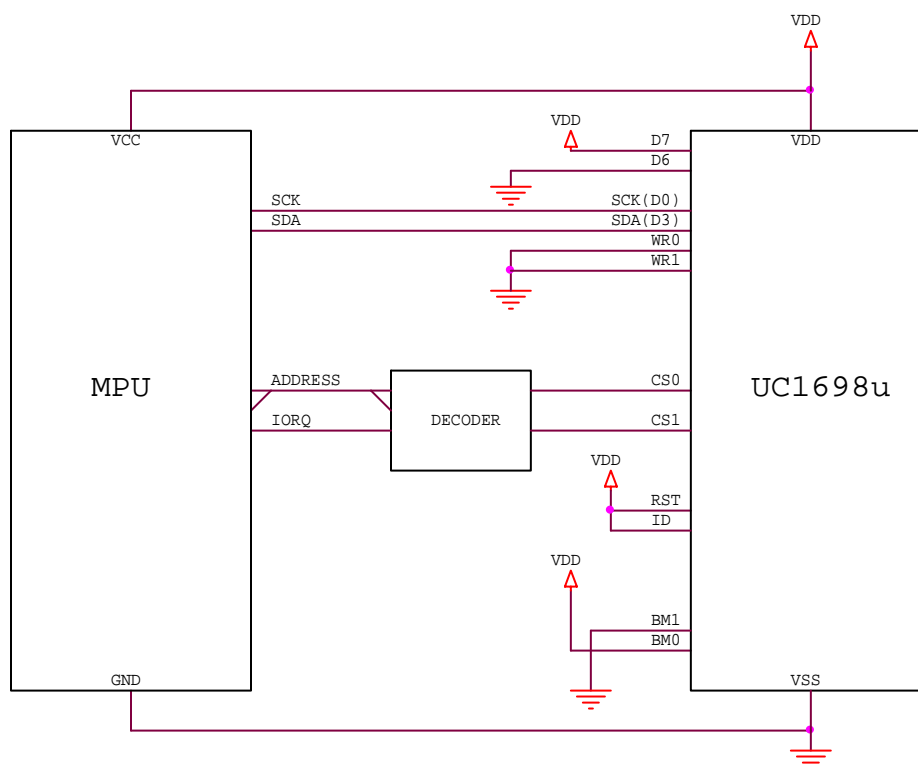 VDD
VCC
VDD
VDD
D7
D6
SCK
SCK(D0)
SDA
SDA(D3)
WR0
WR1
MPU
ADDRESS
CS0
UC1698u
IORQ
DECODER
CS1
VDD
RST
ID
VDD
BM1
BM0
GND
VSS